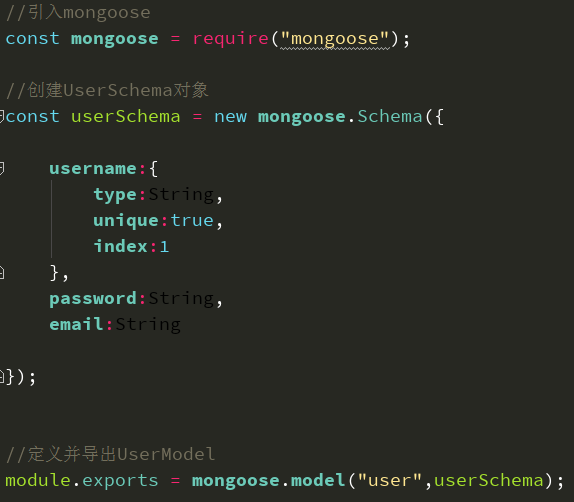 //引入mongoose
const mongoose = require("mongoose");
//创建UserSchema对象
const userSchema = new mongoose.Schema({
username:{
type:String,
unique:true,
index:1
},
password:String,
email:String
});
//定义并导出UserModel
module.exports = mongoose.model("user",userSchema);